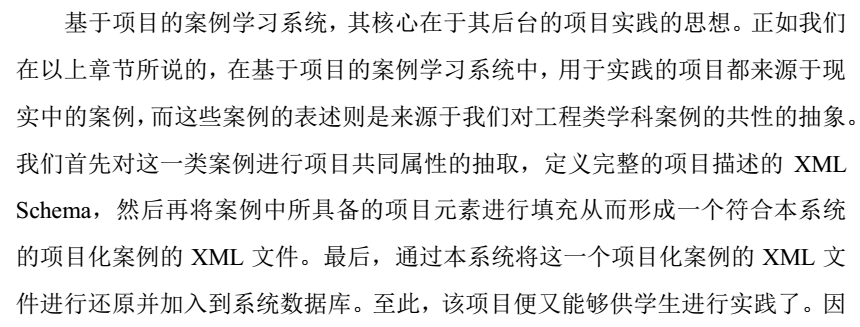 基于项目的案例学习系统，其核心在于其后台的项目实践的思想。正如我们
在以上章节所说的，在基于项目的案例学习系统中，用于实践的项目都来源于现
实中的案例，而这些案例的表述则是来源于我们对工程类学科案例的共性的抽象。
我们首先对这一类案例进行项目共同属性的抽取，定义完整的项目描述的 XML
Schema，然后再将案例中所具备的项目元素进行填充从而形成一个符合本系统
的项目化案例的 XML 文件。最后，通过本系统将这一个项目化案例的 XML 文
件进行还原并加入到系统数据库。至此，该项目便又能够供学生进行实践了。因